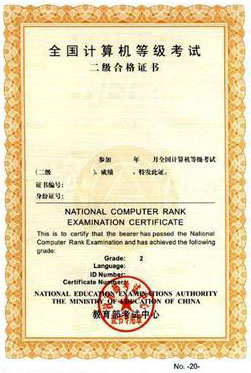 全国计算机等级考试
二级合格证书
参加 年 月全国计算机等级考试
(二级 )，成绩 ，特发此证。
证书编号：
身份证号：
NATIONAL COMPUTER RANK
EXAMINATION CERTIFICATE
This is to certify that the bearer has passed the National
Computer Rank Examination and has achieved the following
grade:
Grade: 2
Language:
ID Number:
Certificate Number:
NATIONAL EDUCATION EXAMINATIONS AUTHORITY
THE MINISTRY OF EDUCATION OF CHINA
教育部考试中心
No. -20-